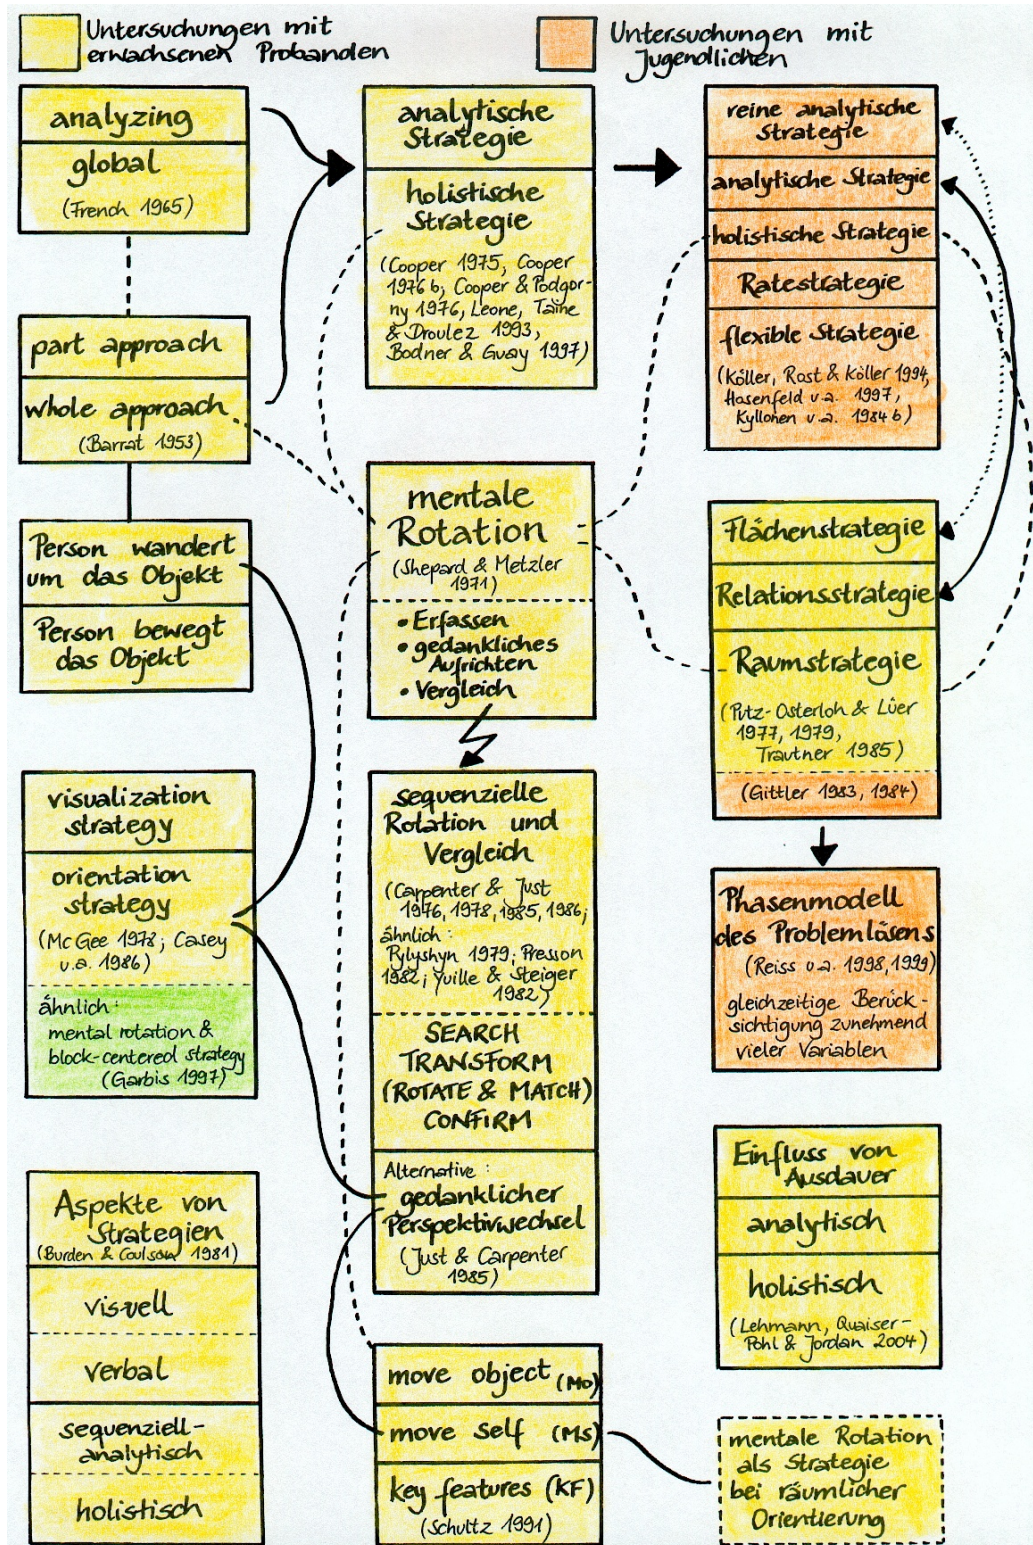 Untersuchungen mit
erwachsenen Probanden
Untersuchungen mit
Jugendlichen
analyzing
global
(French 1965)
part approach
whole approach
(Barrat 1953)
Person wandert
um das Objekt
Person bewegt
das Objekt
visualization
strategy
orientation
strategy
(Mc Gee 1978; Casey
u.a. 1986)
ähnlich:
mental rotation &
block-centered strategy
(Garbis 1997)
Aspekte von
Strategien
(Burden & Coulson 1981)
visuell
verbal
sequenziell-
analytisch
holistisch
analytische
Strategie
holistische
Strategie
(Cooper 1975, Cooper
1976 b; Cooper & Podgor-
ny 1976, Leone, Taine
& Droulez 1993,
Bodner & Guay 1997)
mentale
Rotation
(Shepard & Metzler
1971)
• Erfassen
• gedankliches
Aufrichten
• Vergleich
sequenzielle
Rotation und
Vergleich
(Carpenter & Just
1976, 1978, 1985, 1986;
ähnlich:
Pylyshyn 1979; Presson
1982; Yuille & Steiger
1982)
SEARCH
TRANSFORM
(ROTATE & MATCH)
CONFIRM
Alternative:
gedanklicher
Perspektivwechsel
(Just & Carpenter
1985)
move object (Mo)
move self (Ms)
key features (KF)
(Schultz 1991)
reine analytische
Strategie
analytische Strategie
holistische Strategie
Ratestrategie
flexible Strategie
(Köller, Rost & Köller 1994,
Hosenfeld u.a. 1997,
Kyllonen u.a. 1984 b)
Flächenstrategie
Relationsstrategie
Raumstrategie
(Putz-Osterloh & Lüer
1977, 1979,
Trautner 1985)
(Gittler 1983, 1984)
Phasenmodell
des Problemlösens
(Reiss u.a. 1998, 1999)
gleichzeitige Berück-
sichtigung zunehmend
vieler Variablen
Einfluss von
Ausdauer
analytisch
holistisch
(Lehmann, Quaiser-
Pohl & Jordan 2004)
mentale Rotation
als Strategie
bei räumlicher
Orientierung